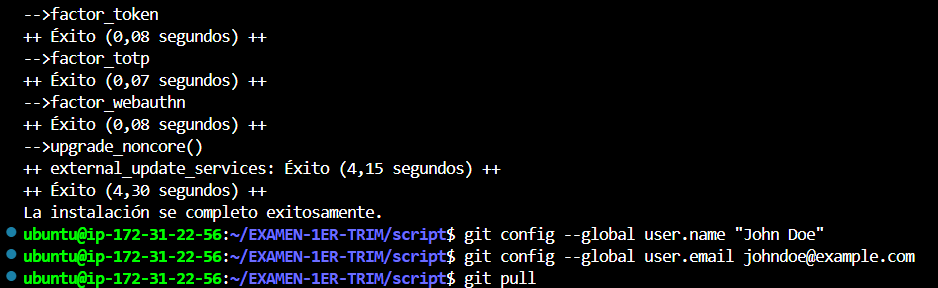 -->factor_token
++ Éxito (0,08 segundos) ++
-->factor_totp
++ Éxito (0,07 segundos) ++
-->factor_webauthn
++ Éxito (0,08 segundos) ++
-->upgrade_noncore()
++ external_update_services: Éxito (4,15 segundos) ++
++ Éxito (4,30 segundos) ++
La instalación se completo exitosamente.
ubuntu@ip-172-31-22-56:~/EXAMEN-1ER-TRIM/script$ git config --global user.name "John Doe"
ubuntu@ip-172-31-22-56:~/EXAMEN-1ER-TRIM/script$ git config --global user.email johndoe@example.com
ubuntu@ip-172-31-22-56:~/EXAMEN-1ER-TRIM/script$ git pull